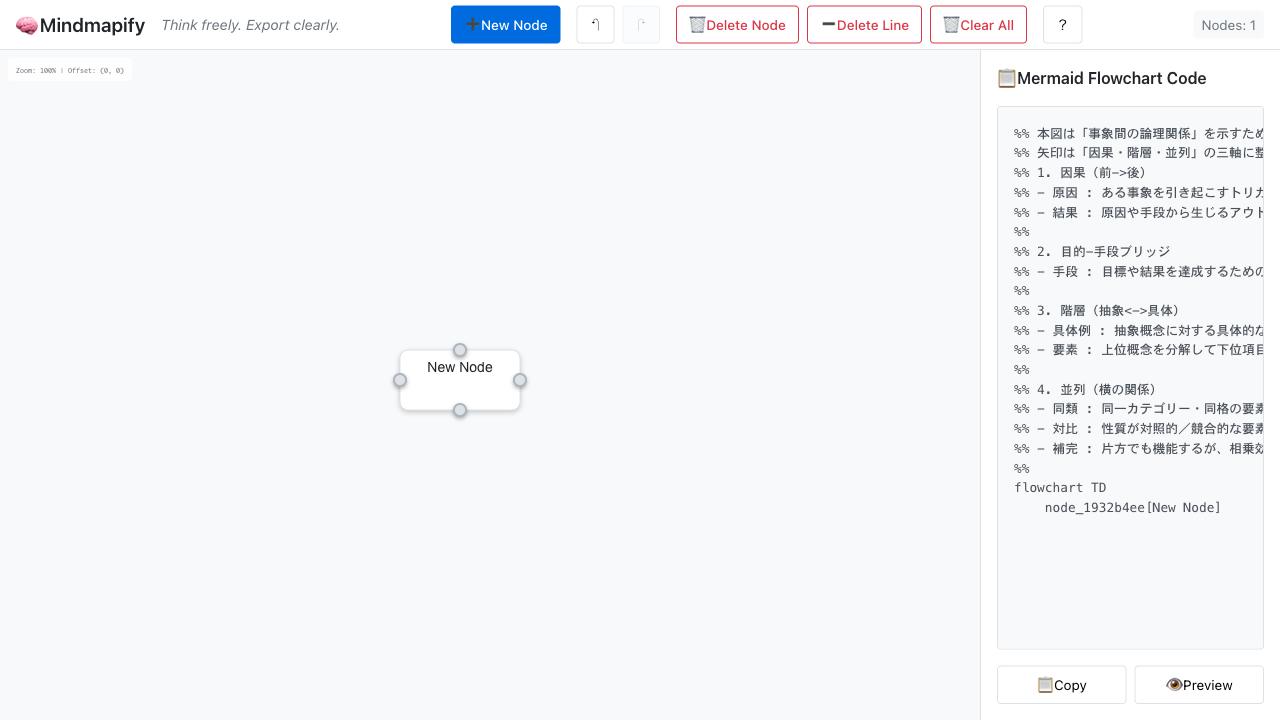 🧠Mindmapify
Think freely. Export clearly.
➕New Node
🗑️Delete Node
➖Delete Line
🗑️Clear All
?
Nodes: 1
Zoom: 100% | Offset: (0, 0)
New Node
📋Mermaid Flowchart Code
%% 本図は「事象間の論理関係」を示すため
%% 矢印は「因果・階層・並列」の三軸に整
%% 1. 因果（前->後）
%% - 原因 : ある事象を引き起こすトリガ
%% - 結果 : 原因や手段から生じるアウト
%%
%% 2. 目的-手段ブリッジ
%% - 手段 : 目標や結果を達成するための
%%
%% 3. 階層（抽象<->具体）
%% - 具体例 : 抽象概念に対する具体的な
%% - 要素 : 上位概念を分解して下位項目
%%
%% 4. 並列（横の関係）
%% - 同類 : 同一カテゴリー・同格の要素
%% - 対比 : 性質が対照的／競合的な要素
%% - 補完 : 片方でも機能するが、相乗効
%%
flowchart TD
node_1932b4ee[New Node]
📋Copy
👁️Preview